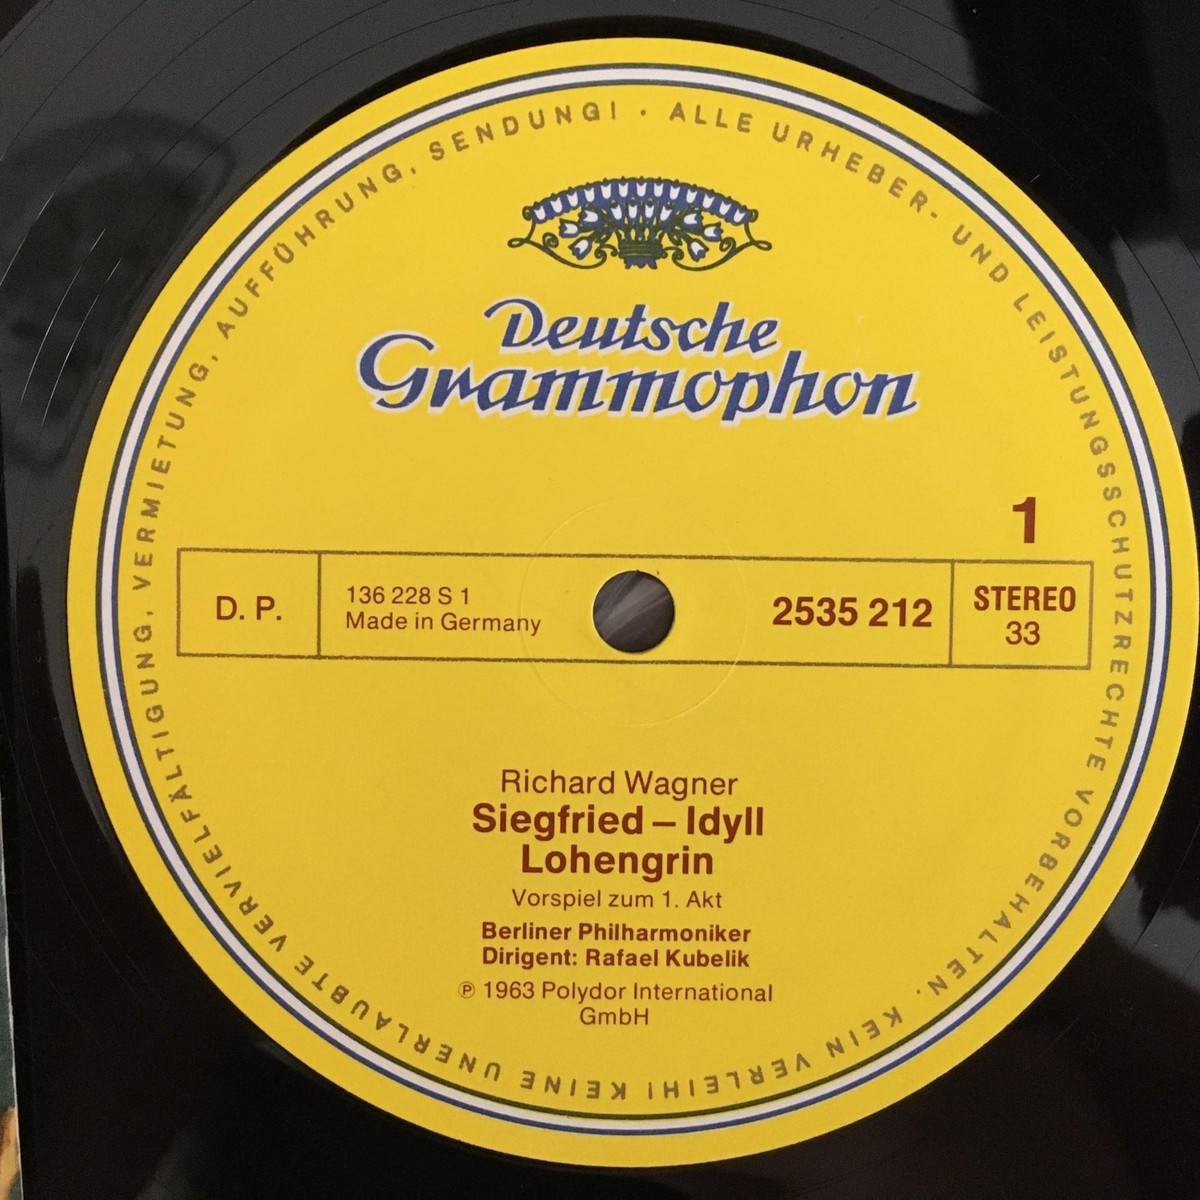 ALLE URHEBER- UND LEISTUNGSSCHUTZRECHTE VORBEHALTEN. · KEIN VERLEIH! KEINE UNERLAUBTE VERVIELFÄLTIGUNG, VERMIETUNG, AUFFÜHRUNG, SENDUNG! ·
Deutsche
Grammophon
1
D. P.
136 228 S 1
Made in Germany
2535 212
STEREO
33
Richard Wagner
Siegfried – Idyll
Lohengrin
Vorspiel zum 1. Akt
Berliner Philharmoniker
Dirigent: Rafael Kubelik
℗ 1963 Polydor International
GmbH